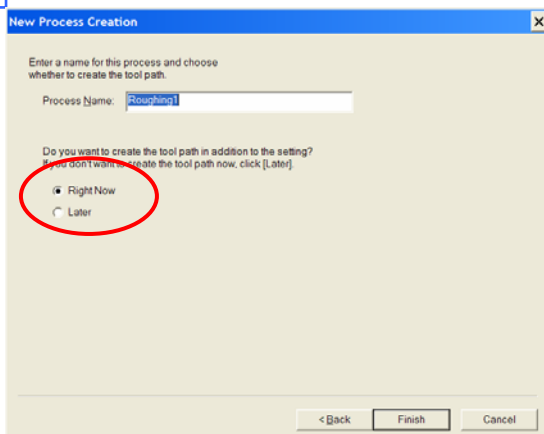 New Process Creation
Enter a name for this process and choose
whether to create the tool path.
Process Name: Roughing1
Do you want to create the tool path in addition to the setting?
If you don't want to create the tool path now, click [Later].
Right Now
Later
< Back Finish Cancel